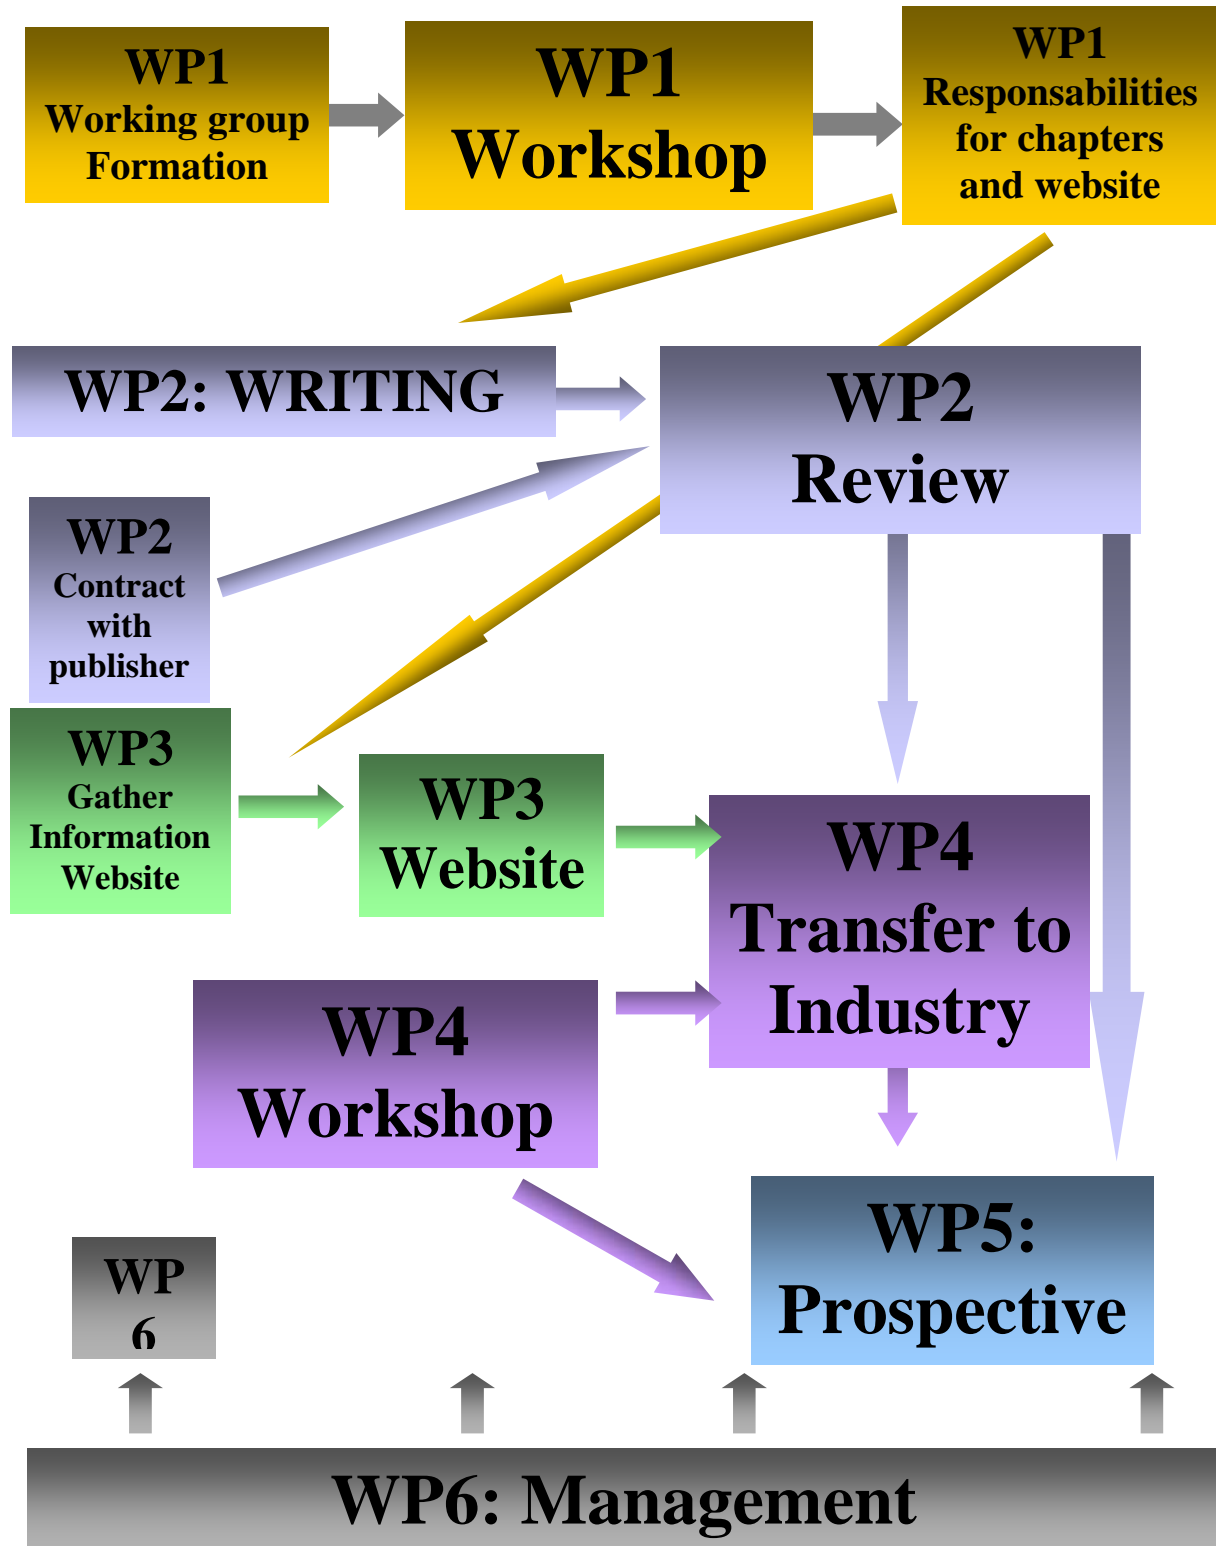 WP1
Working group
Formation
WP1
Workshop
WP1
Responsabilities
for chapters
and website
WP2: WRITING
WP2
Review
WP2
Contract
with
publisher
WP3
Gather
Information
Website
WP3
Website
WP4
Transfer to
Industry
WP4
Workshop
WP5:
Prospective
WP
6
WP6: Management